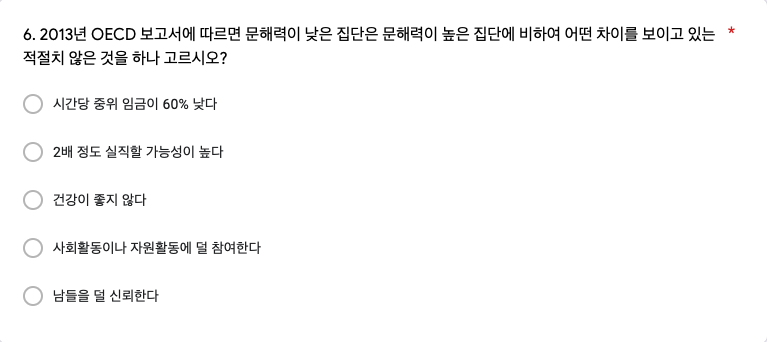 6. 2013년 OECD 보고서에 따르면 문해력이 낮은 집단은 문해력이 높은 집단에 비하여 어떤 차이를 보이고 있는 *
적절치 않은 것을 하나 고르시오?
시간당 중위 임금이 60% 낮다
2배 정도 실직할 가능성이 높다
건강이 좋지 않다
사회활동이나 자원활동에 덜 참여한다
남들을 덜 신뢰한다